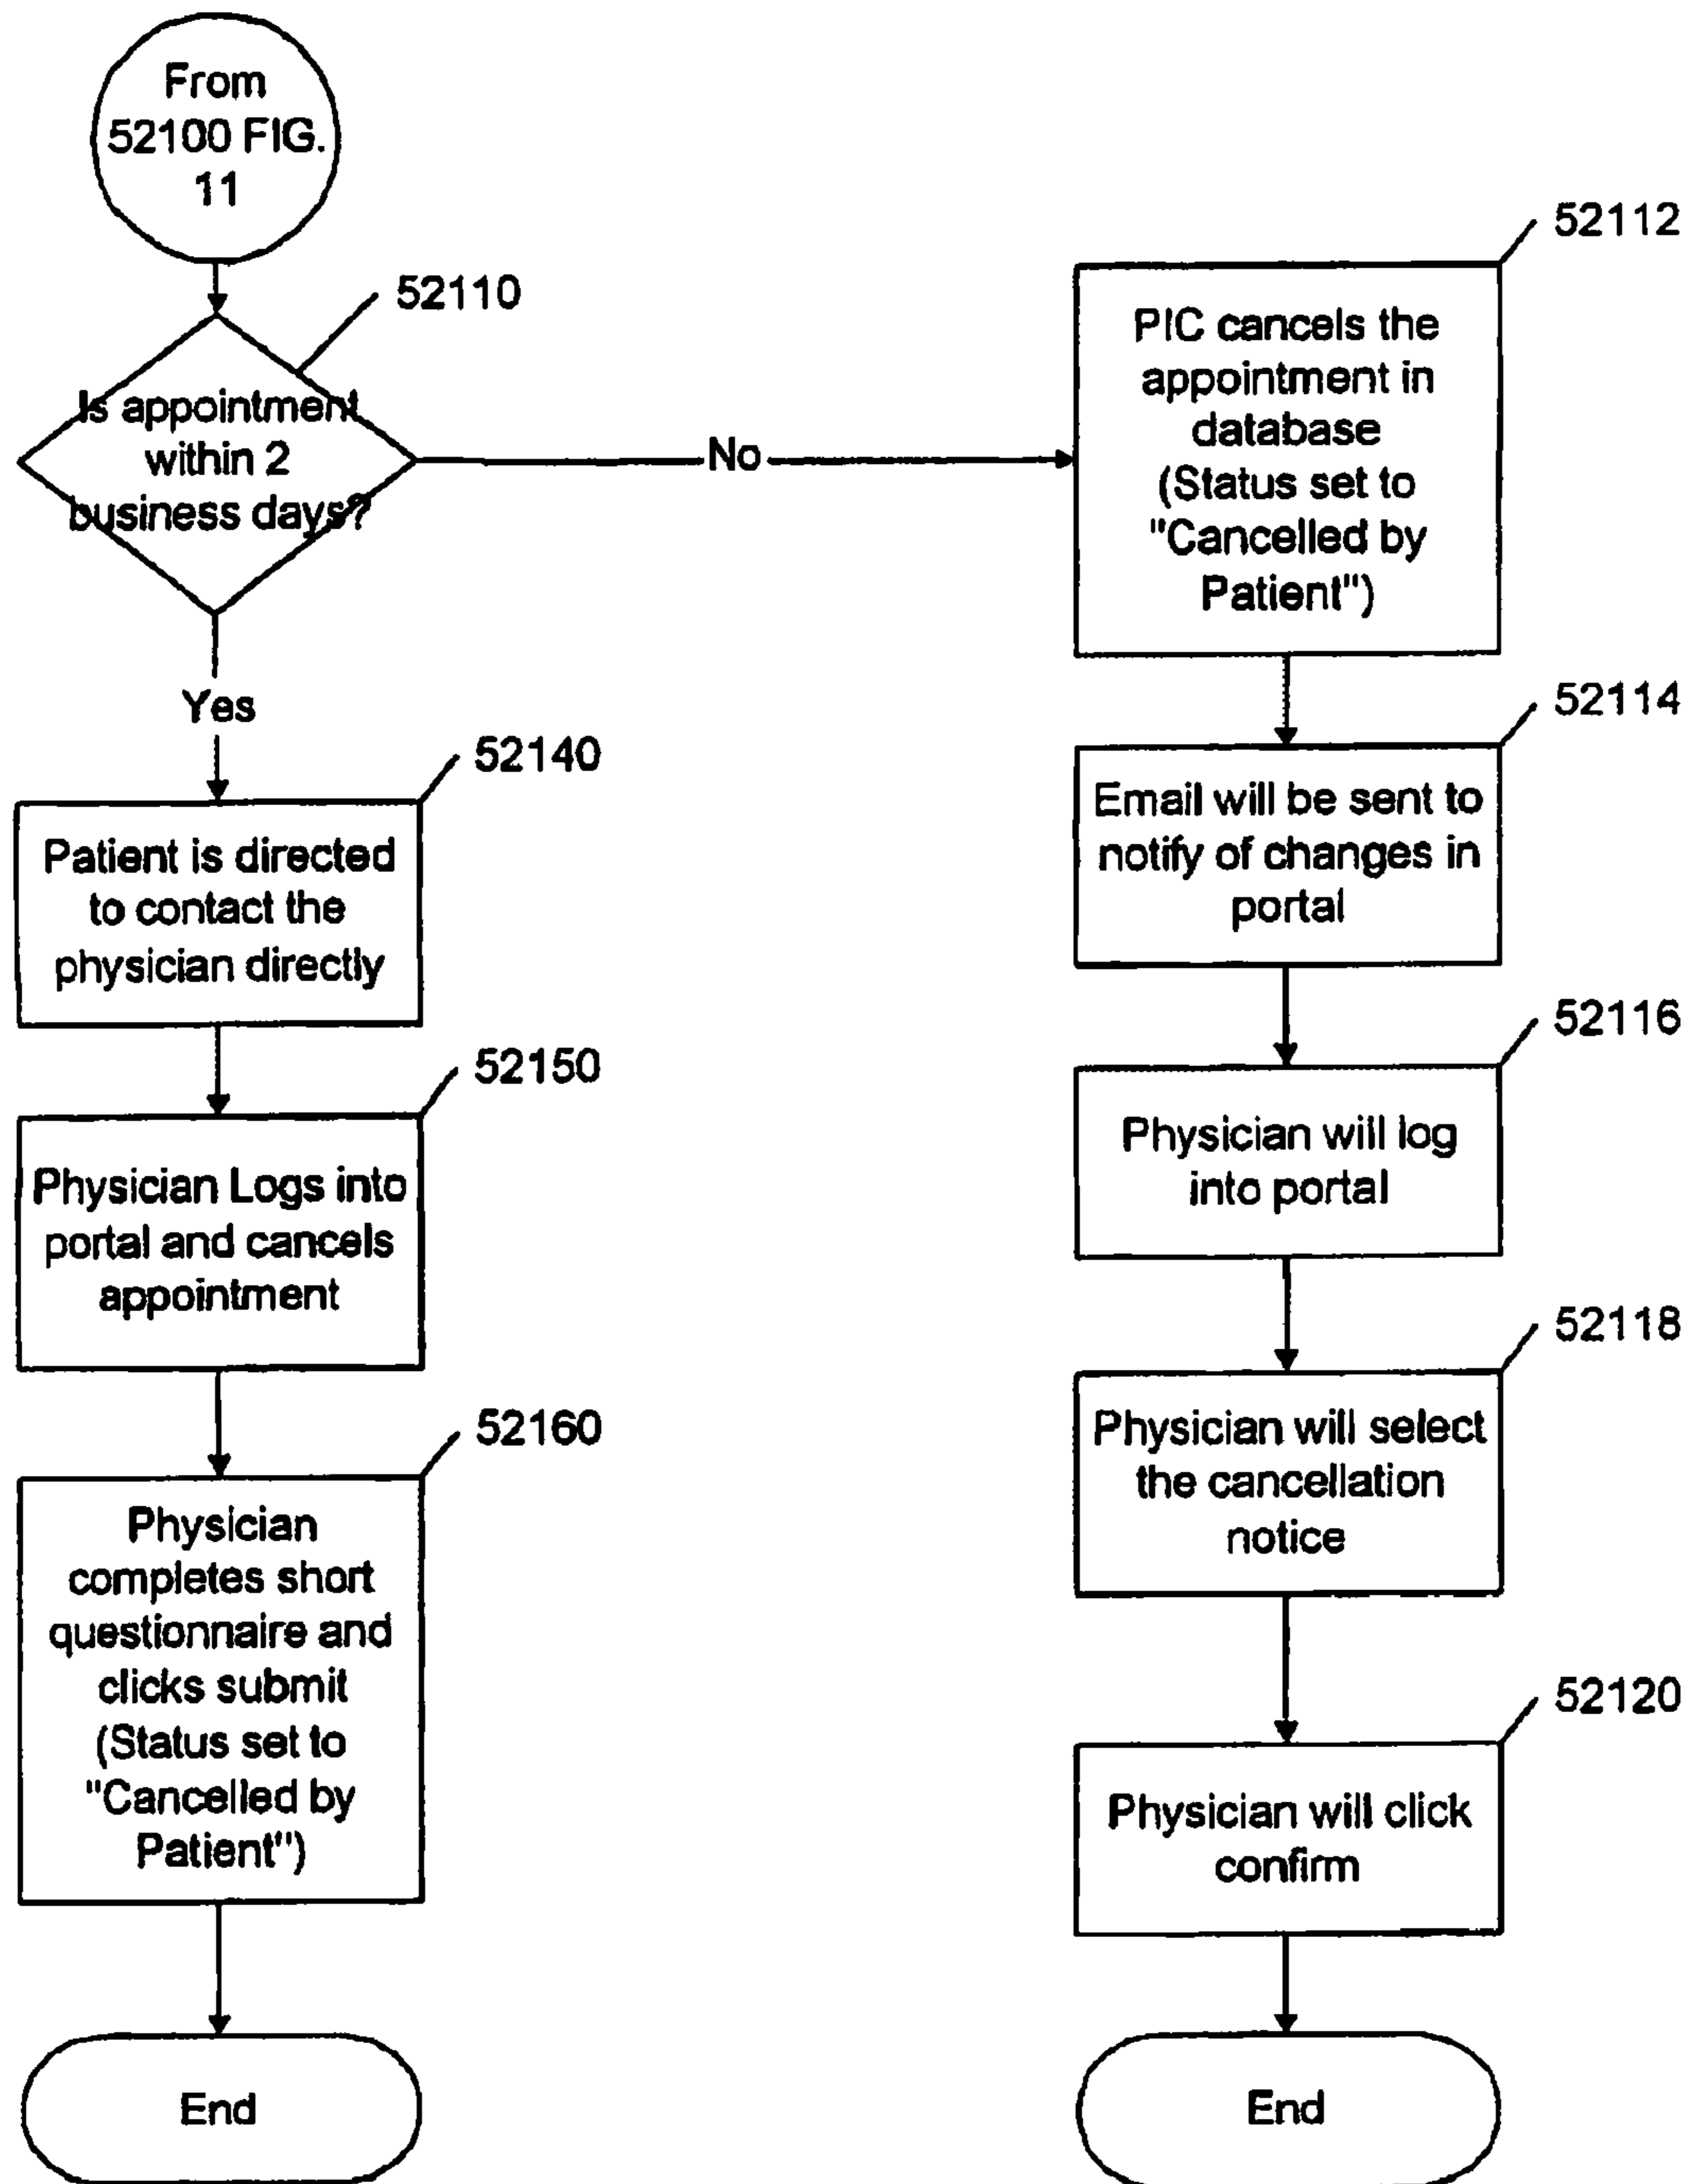 From
52100 FIG.
11
52110
Is appointment
within 2
business days?
No
Yes
52140
Patient is directed
to contact the
physician directly
52150
Physician Logs into
portal and cancels
appointment
52160
Physician
completes short
questionnaire and
clicks submit
(Status set to
"Cancelled by
Patient")
End
52112
PIC cancels the
appointment in
database
(Status set to
"Cancelled by
Patient")
52114
Email will be sent to
notify of changes in
portal
52116
Physician will log
into portal
52118
Physician will select
the cancellation
notice
52120
Physician will click
confirm
End